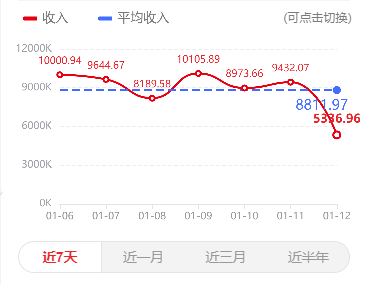 收入 平均收入 (可点击切换)
12000K
10000.94 9644.67 8189.58 10105.89 8973.66 9432.07
9000K
8811.97
5336.96
6000K
3000K
0K
01-06 01-07 01-08 01-09 01-10 01-11 01-12
近7天 近一月 近三月 近半年